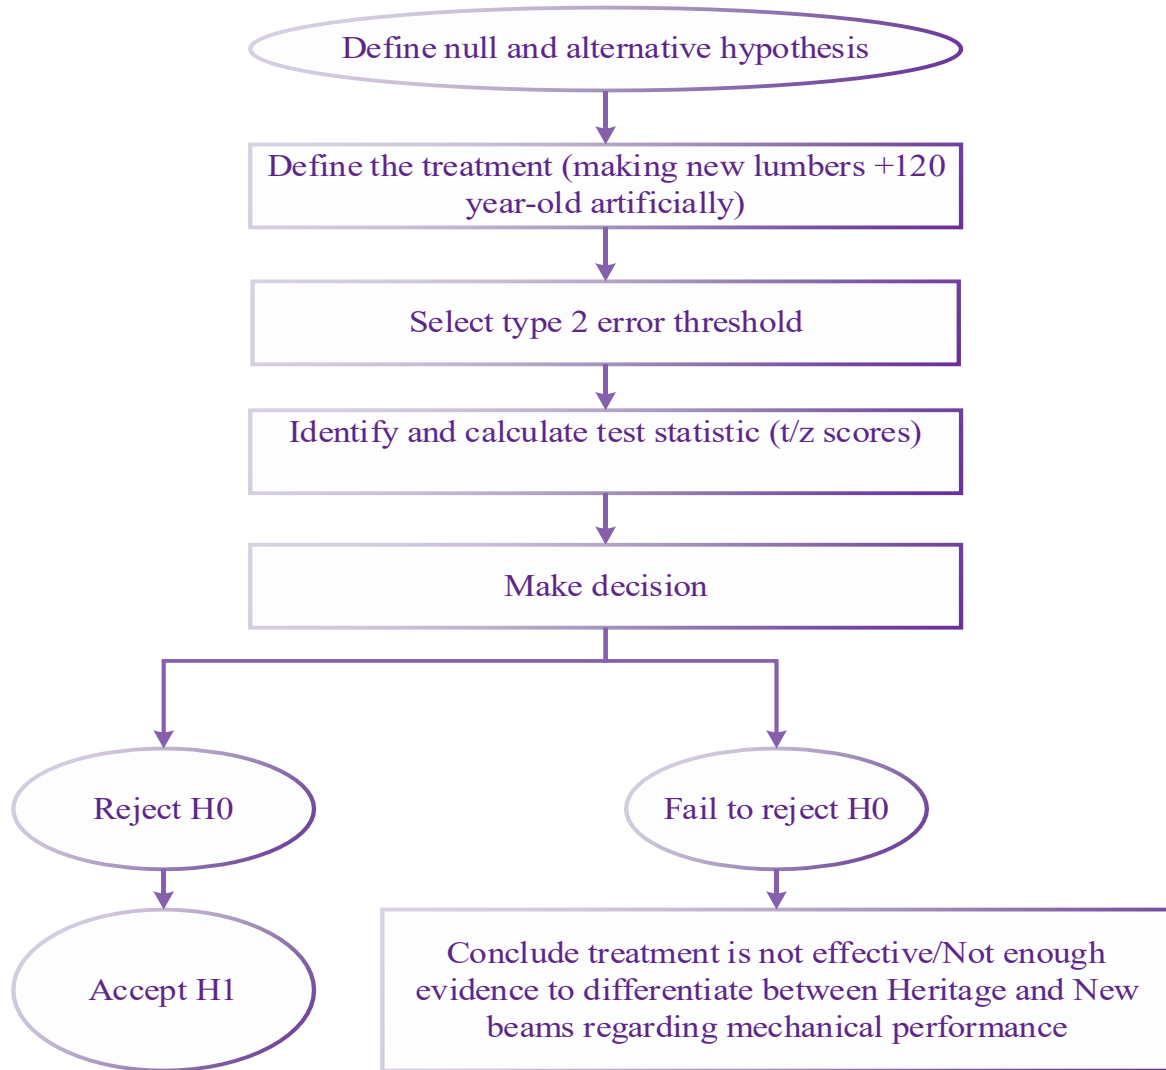 Define null and alternative hypothesis
Define the treatment (making new lumbers +120
year-old artificially)
Select type 2 error threshold
Identify and calculate test statistic (t/z scores)
Make decision
Reject H0
Fail to reject H0
Accept H1
Conclude treatment is not effective/Not enough
evidence to differentiate between Heritage and New
beams regarding mechanical performance